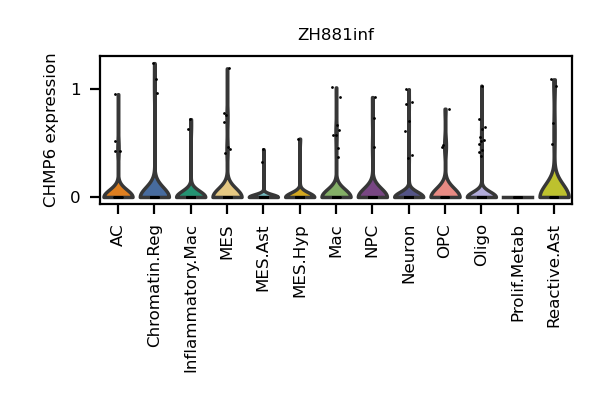 ZH881inf
CHMP6 expression
1
0
AC
Chromatin.Reg
Inflammatory.Mac
MES
MES.Ast
MES.Hyp
Mac
NPC
Neuron
OPC
Oligo
Prolif.Metab
Reactive.Ast